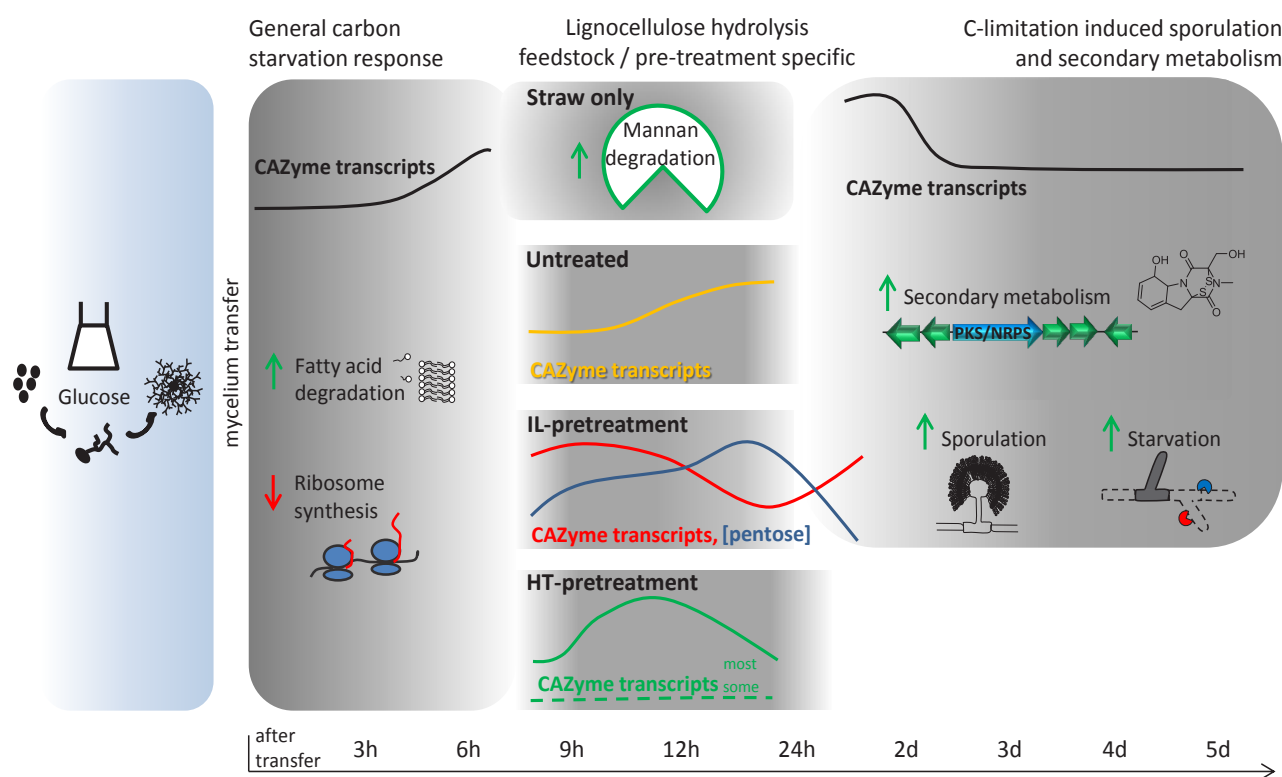 General carbon
starvation response
Lignocellulose hydrolysis
feedstock / pre-treatment specific
C-limitation induced sporulation
and secondary metabolism
Glucose
mycelium transfer
CAZyme transcripts
Fatty acid
degradation
Ribosome
synthesis
Straw only
Mannan
degradation
Untreated
CAZyme transcripts
IL-pretreatment
CAZyme transcripts, [pentose]
HT-pretreatment
CAZyme transcripts
most
some
CAZyme transcripts
Secondary metabolism
PKS/NRPS
OH
O
OH
N
S
N
S
O
Sporulation
Starvation
after
transfer
3h
6h
9h
12h
24h
2d
3d
4d
5d